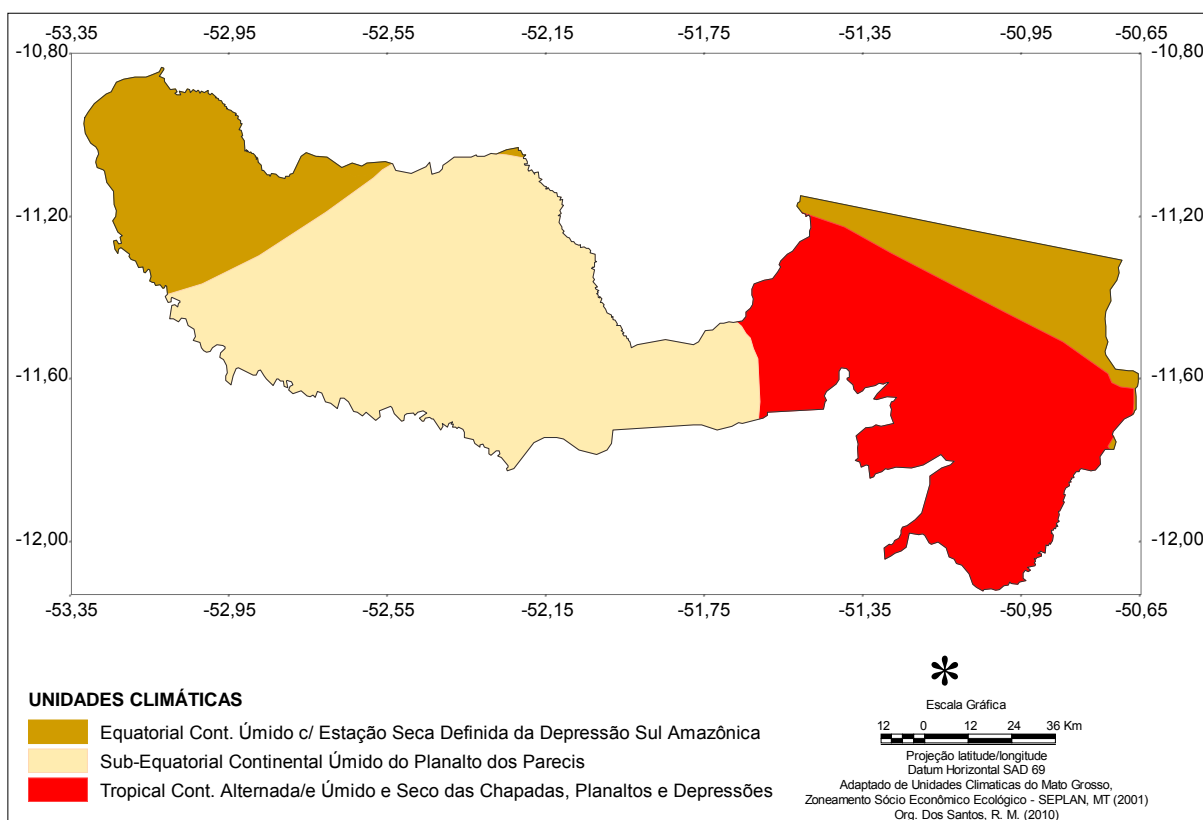 -53,35 -52,95 -52,55 -52,15 -51,75 -51,35 -50,95 -50,65
-10,80 -10,80
-11,20 -11,20
-11,60 -11,60
-12,00 -12,00
-53,35 -52,95 -52,55 -52,15 -51,75 -51,35 -50,95 -50,65
UNIDADES CLIMÁTICAS
Equatorial Cont. Úmido c/ Estação Seca Definida da Depressão Sul Amazônica
Sub-Equatorial Continental Úmido do Planalto dos Parecis
Tropical Cont. Alternada/e Úmido e Seco das Chapadas, Planaltos e Depressões
*
Escala Gráfica
12 0 12 24 36 Km
Projeção latitude/longitude
Datum Horizontal SAD 69
Adaptado de Unidades Climaticas do Mato Grosso,
Zoneamento Sócio Econômico Ecológico - SEPLAN, MT (2001)
Org. Dos Santos, R. M. (2010)